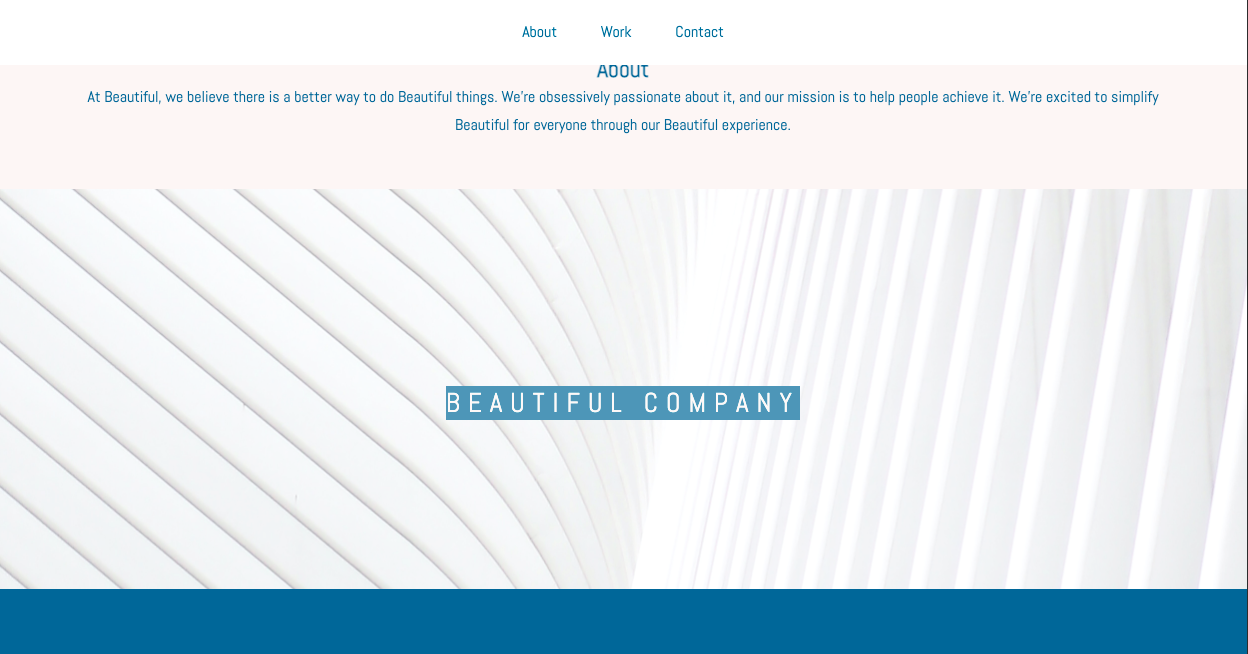 About Work Contact
About
At Beautiful, we believe there is a better way to do Beautiful things. We're obsessively passionate about it, and our mission is to help people achieve it. We're excited to simplify
Beautiful for everyone through our Beautiful experience.
BEAUTIFUL COMPANY